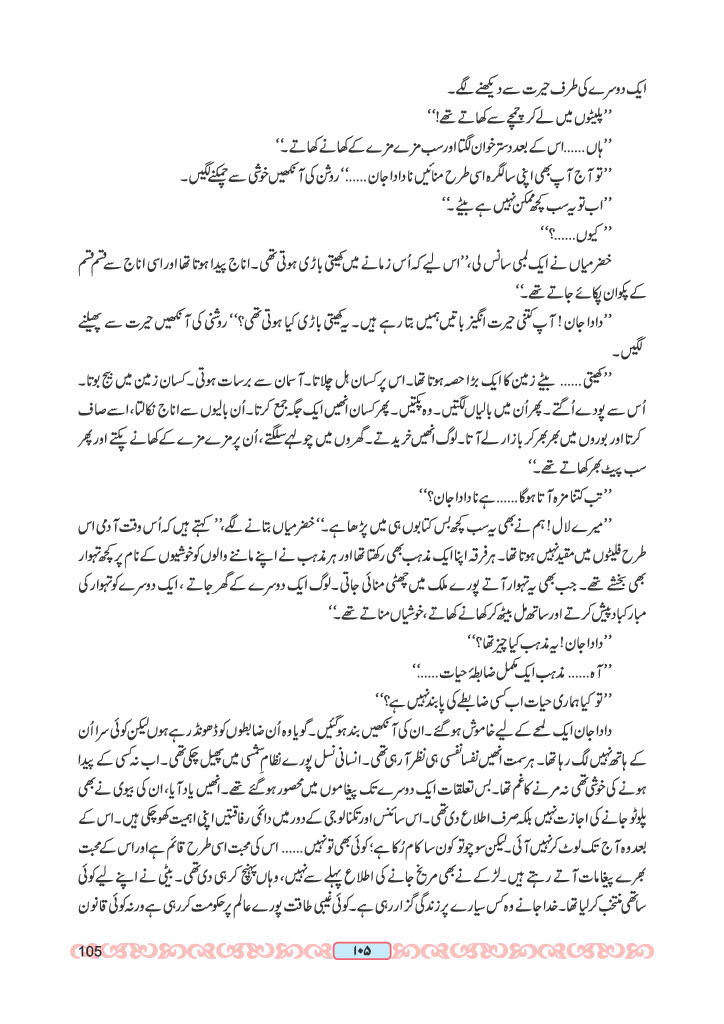 ایک دوسرے کی طرف حیرت سے دیکھنے لگے۔
’’پلیٹوں میں لے کر چمچے سے کھاتے تھے!‘‘
’’ہاں ...... اس کے بعد دسترخوان لگتا اور سب مزے مزے کے کھانے کھاتے۔‘‘
’’تو آج آپ بھی اپنی سالگرہ اسی طرح منائیں نا دادا جان ......‘‘ روشن کی آنکھیں خوشی سے چمکنے لگیں۔
’’اب تو یہ سب کچھ ممکن نہیں ہے بیٹے۔‘‘
’’کیوں......؟‘‘
خضر میاں نے ایک لمبی سانس لی،’’اس لیے کہ اُس زمانے میں کھیتی باڑی ہوتی تھی۔ اناج پیدا ہوتا تھا اور اسی اناج سے قسم قسم
کے پکوان پکائے جاتے تھے۔‘‘
’’دادا جان! آپ کتنی حیرت انگیز باتیں ہمیں بتا رہے ہیں۔ یہ کھیتی باڑی کیا ہوتی تھی؟‘‘ روشنی کی آنکھیں حیرت سے پھیلنے
لگیں۔
’’کھیتی ...... بیٹے زمین کا ایک بڑا حصہ ہوتا تھا۔ اس پر کسان ہل چلاتا۔ آسمان سے برسات ہوتی۔ کسان زمین میں بیج بوتا۔
اُس سے پودے اُگتے۔ پھر اُن میں بالیاں لگتیں۔ وہ پکتیں۔ پھر کسان انھیں ایک جگہ جمع کرتا۔ اُن بالیوں سے اناج نکالتا، اسے صاف
کرتا اور بوروں میں بھر بھر کر بازار لے آتا۔ لوگ انھیں خریدتے۔ گھروں میں چولہے سلگتے، اُن پر مزے مزے کے کھانے پکتے اور پھر
سب پیٹ بھر کھاتے تھے۔‘‘
’’تب کتنا مزہ آتا ہوگا ...... ہے نا دادا جان؟‘‘
’’میرے لال! ہم نے بھی یہ سب کچھ بس کتابوں ہی میں پڑھا ہے۔‘‘ خضر میاں بتانے لگے،’’ کہتے ہیں کہ اُس وقت آدمی اس
طرح فلیٹوں میں مقید نہیں ہوتا تھا۔ ہر فرقہ اپنا ایک مذہب بھی رکھتا تھا اور ہر مذہب نے اپنے ماننے والوں کو خوشیوں کے نام پر کچھ تہوار
بھی بخشے تھے۔ جب بھی یہ تہوار آتے پورے ملک میں چھٹی منائی جاتی۔ لوگ ایک دوسرے کے گھر جاتے، ایک دوسرے کو تہوار کی
مبارکباد پیش کرتے اور ساتھ مل بیٹھ کر کھانے کھاتے، خوشیاں مناتے تھے۔‘‘
’’دادا جان! یہ مذہب کیا چیز تھا؟‘‘
’’آہ...... مذہب ایک مکمل ضابطۂ حیات......‘‘
’’تو کیا ہماری حیات اب کسی ضابطے کی پابند نہیں ہے؟‘‘
دادا جان ایک لمحے کے لیے خاموش ہو گئے۔ ان کی آنکھیں بند ہو گئیں۔ گویا وہ اُن ضابطوں کو ڈھونڈ رہے ہوں لیکن کوئی سرا اُن
کے ہاتھ نہیں لگ رہا تھا۔ ہر سمت انھیں نفسا نفسی ہی نظر آ رہی تھی۔ انسانی نسل پورے نظامِ شمسی میں پھیل چکی تھی۔ اب نہ کسی کے پیدا
ہونے کی خوشی تھی نہ مرنے کا غم تھا۔ بس تعلقات ایک دوسرے تک پیغاموں میں محصور ہو گئے تھے۔ انھیں یاد آیا، ان کی بیوی نے بھی
پلوٹو جانے کی اجازت نہیں بلکہ صرف اطلاع دی تھی۔ اس سائنس اور ٹکنالوجی کے دور میں دائمی رفاقتیں اپنی اہمیت کھو چکی ہیں۔ اس کے
بعد وہ آج تک لوٹ کر نہیں آئی۔ لیکن سوچو تو کون سا کام رُکا ہے؛ کوئی بھی تو نہیں ...... اس کی محبت اسی طرح قائم ہے اور اس کے محبت
بھرے پیغامات آتے رہتے ہیں۔ لڑکے نے بھی مریخ جانے کی اطلاع پہلے سے نہیں، وہاں پہنچ کر ہی دی تھی۔ بیٹی نے اپنے لیے کوئی
ساتھی منتخب کر لیا تھا۔ خدا جانے وہ کس سیارے پر زندگی گزار رہی ہے۔ کوئی غیبی طاقت پورے عالم پر حکومت کر رہی ہے ورنہ کوئی قانون
105
۱۰۵